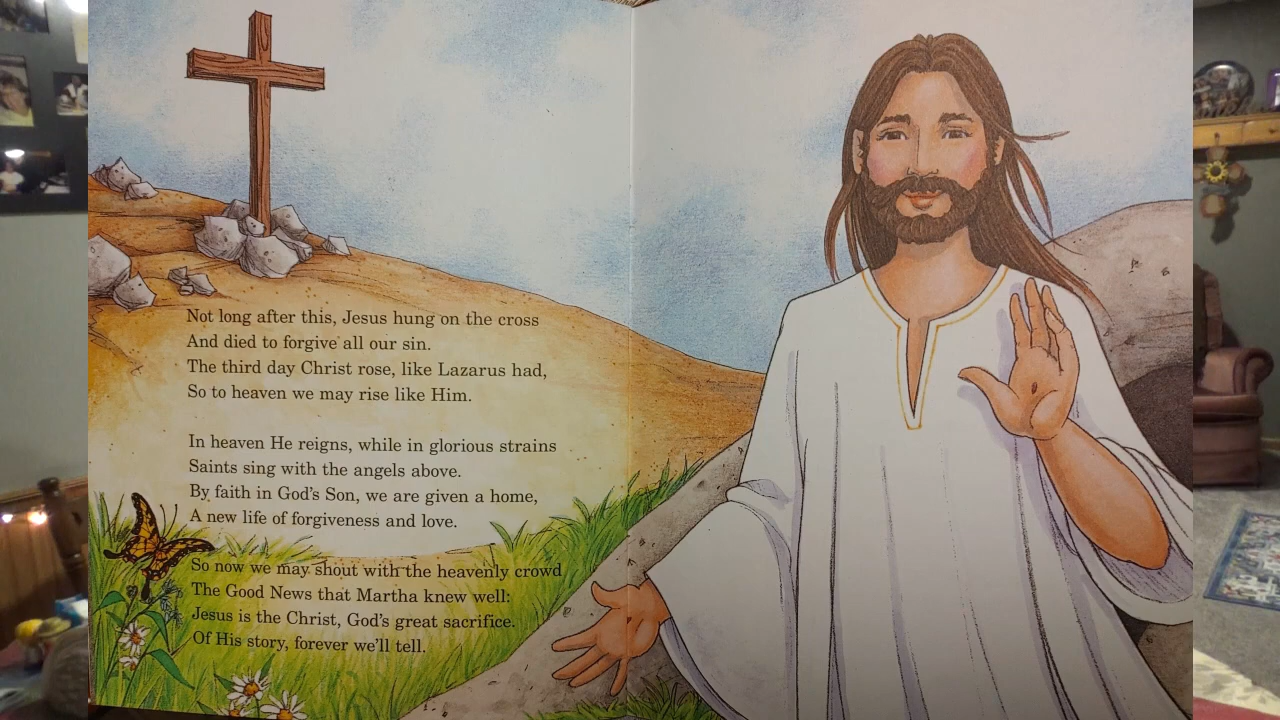 Not long after this, Jesus hung on the cross
And died to forgive all our sin.
The third day Christ rose, like Lazarus had,
So to heaven we may rise like Him.
In heaven He reigns, while in glorious strains
Saints sing with the angels above.
By faith in God's Son, we are given a home,
A new life of forgiveness and love.
So now we may shout with the heavenly crowd
The Good News that Martha knew well:
Jesus is the Christ, God's great sacrifice.
Of His story, forever we'll tell.